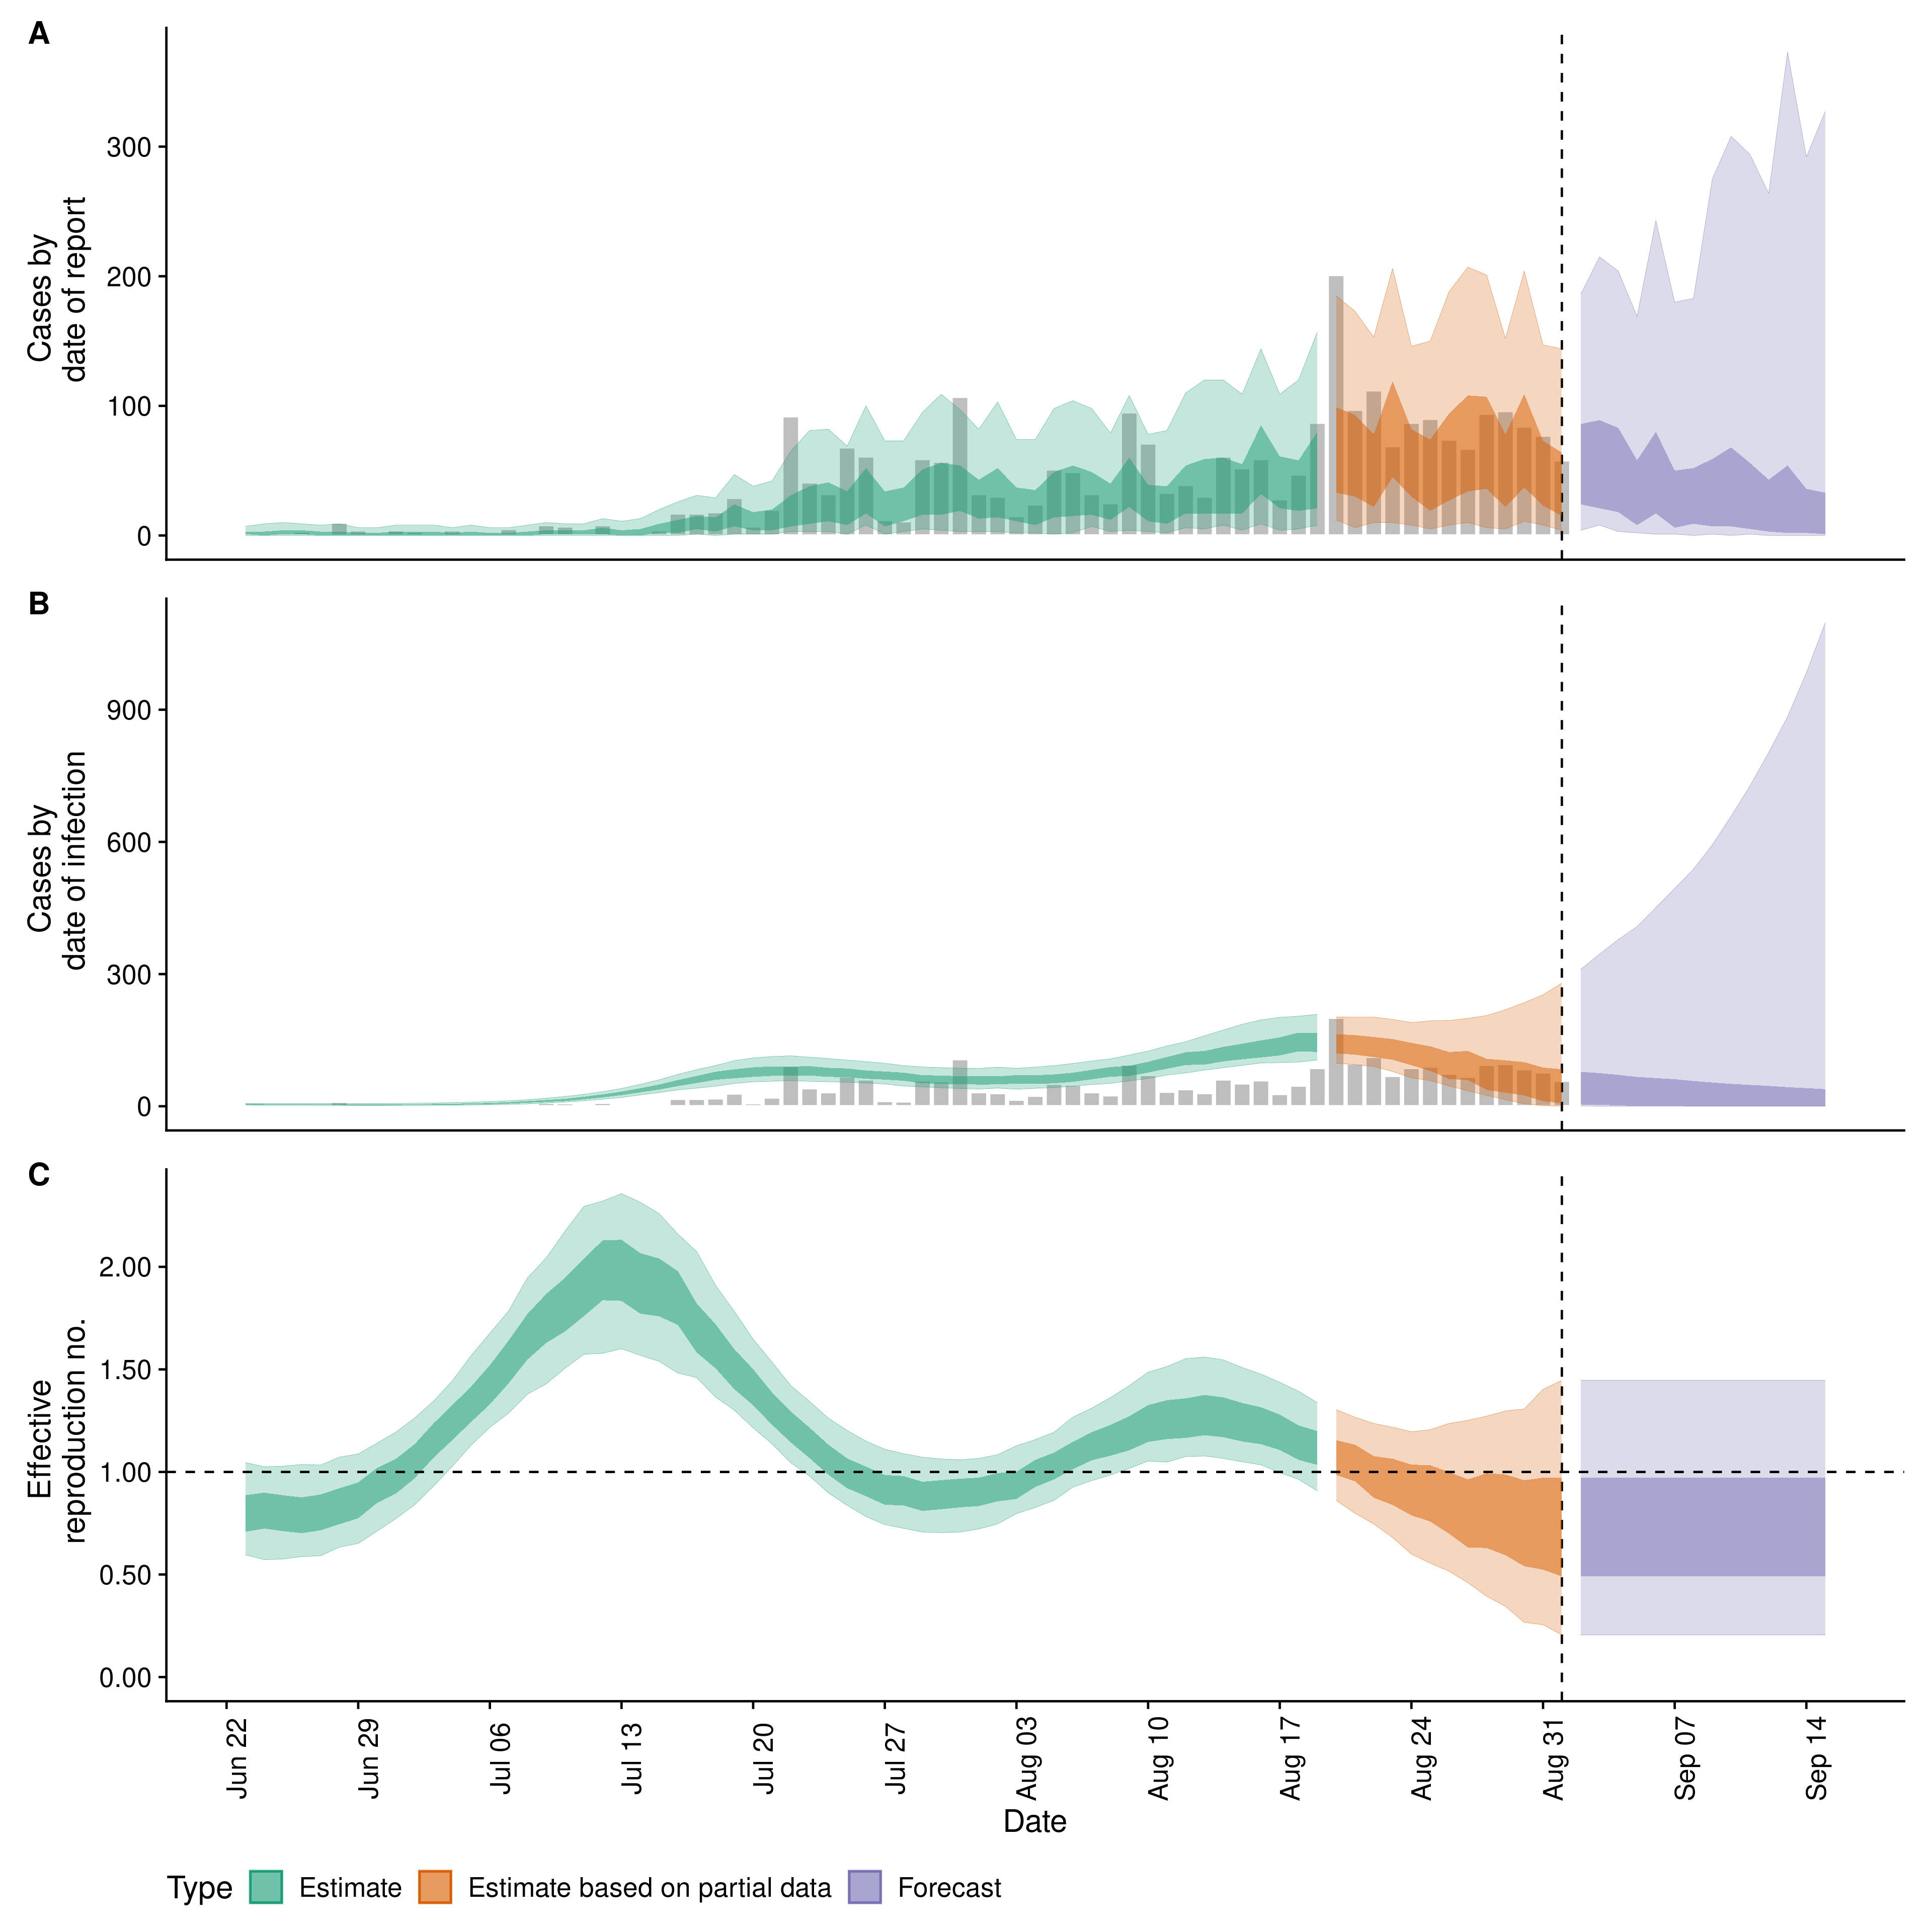 A
Cases by
date of report
300
200
100
0
B
Cases by
date of infection
900
600
300
0
C
Effective
reproduction no.
2.00
1.50
1.00
0.50
0.00
Jun 22
Jun 29
Jul 06
Jul 13
Jul 20
Jul 27
Aug 03
Aug 10
Aug 17
Aug 24
Aug 31
Sep 07
Sep 14
Date
Type
Estimate
Estimate based on partial data
Forecast